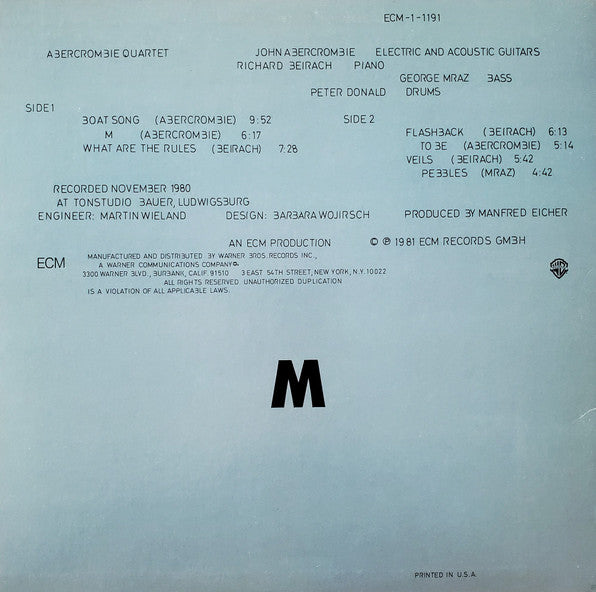 ECM-1-1191
ABERCROMBIE QUARTET JOHN ABERCROMBIE ELECTRIC AND ACOUSTIC GUITARS
RICHARD BEIRACH PIANO
GEORGE MRAZ BASS
PETER DONALD DRUMS
SIDE 1
BOAT SONG (ABERCROMBIE) 9:52
M (ABERCROMBIE) 6:17
WHAT ARE THE RULES (BEIRACH) 7:28
SIDE 2
FLASHBACK (BEIRACH) 6:13
TO BE (ABERCROMBIE) 5:14
VEILS (BEIRACH) 5:42
PEBBLES (MRAZ) 4:42
RECORDED NOVEMBER 1980
AT TONSTUDIO BAUER, LUDWIGSBURG
ENGINEER: MARTIN WIELAND DESIGN: BARBARA WOJIRSCH PRODUCED BY MANFRED EICHER
AN ECM PRODUCTION © ℗ 1981 ECM RECORDS GMBH
ECM
MANUFACTURED AND DISTRIBUTED BY WARNER BROS. RECORDS INC.,
A WARNER COMMUNICATIONS COMPANY
3300 WARNER BLVD., BURBANK, CALIF. 91510 3 EAST 54TH STREET, NEW YORK, N.Y. 10022
ALL RIGHTS RESERVED UNAUTHORIZED DUPLICATION
IS A VIOLATION OF ALL APPLICABLE LAWS.
M
PRINTED IN U.S.A.